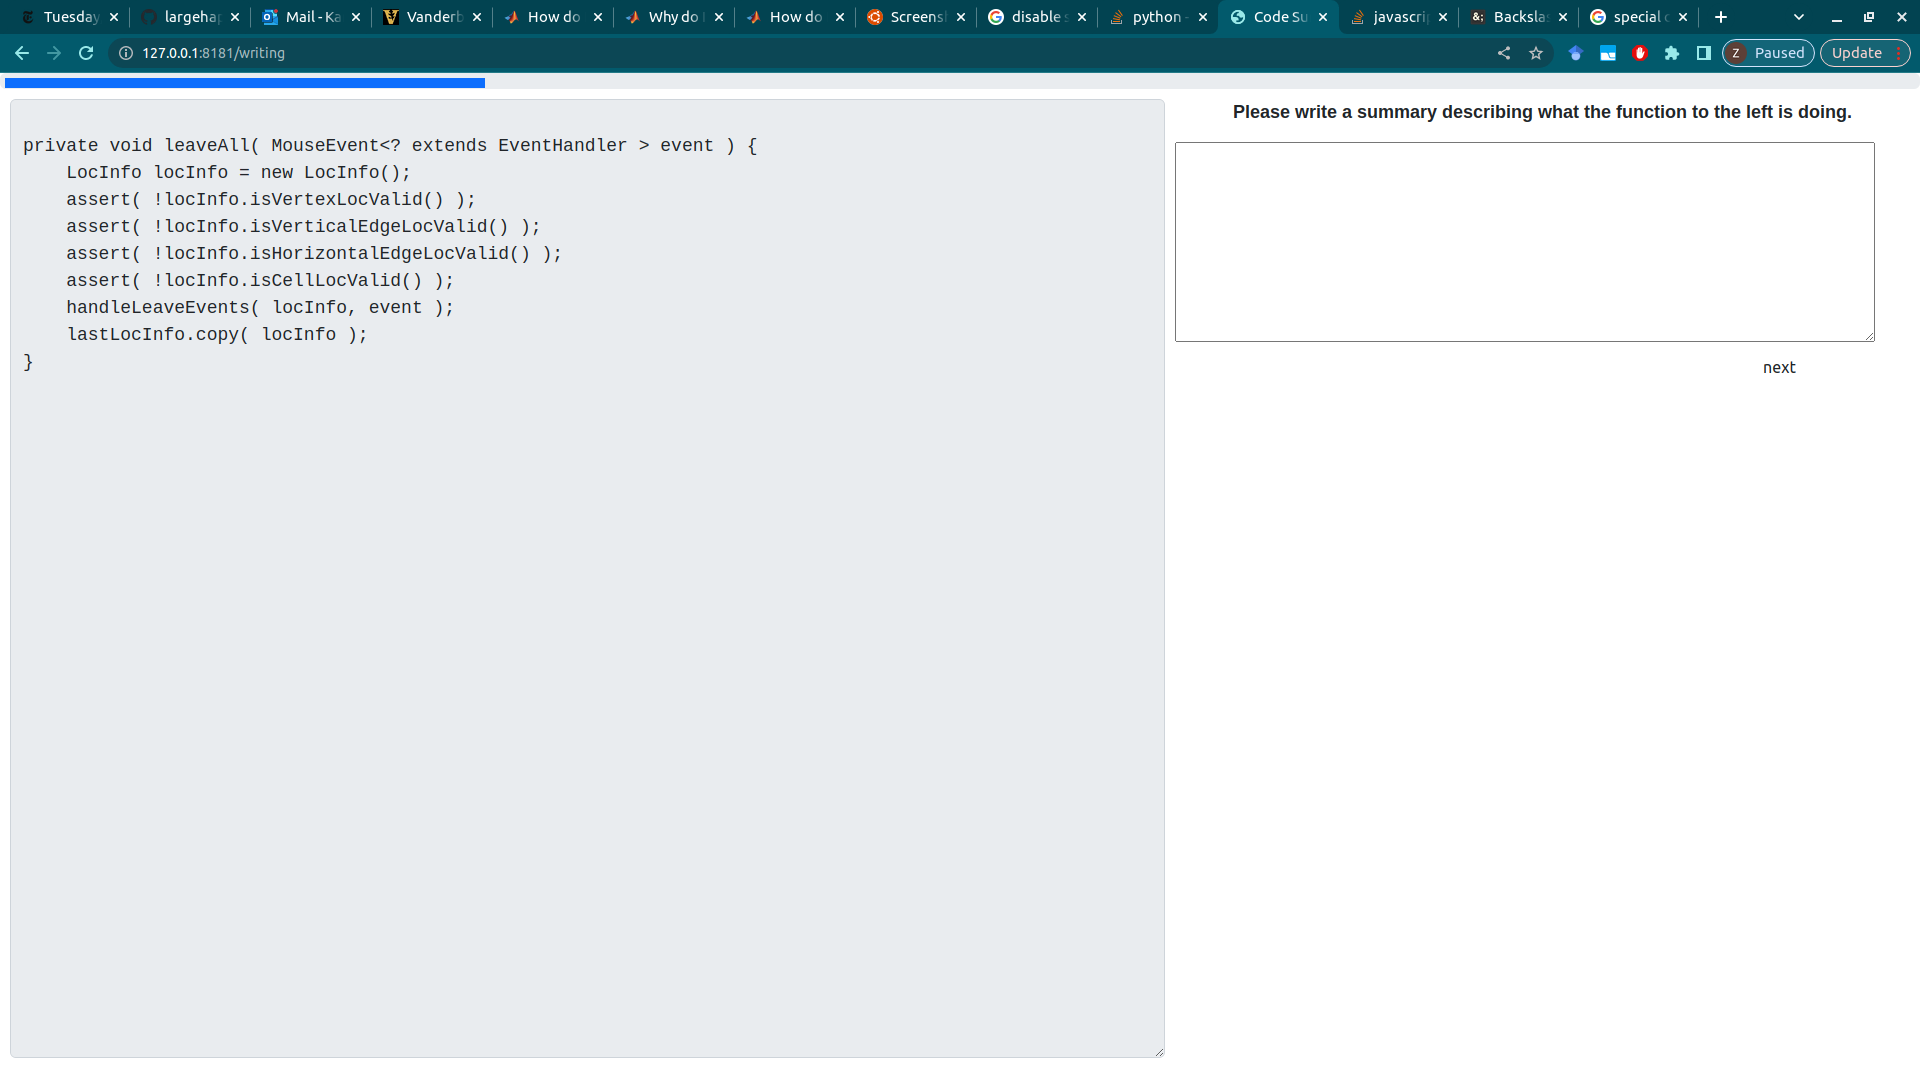 Tuesday largehap Mail - Ka Vanderb How do Why do How do Screens disable s python - Code Su javascrip Backslas special c
127.0.0.1:8181/writing Z Paused Update
Please write a summary describing what the function to the left is doing.
private void leaveAll( MouseEvent<? extends EventHandler > event ) {
    LocInfo locInfo = new LocInfo();
    assert( !locInfo.isVertexLocValid() );
    assert( !locInfo.isVerticalEdgeLocValid() );
    assert( !locInfo.isHorizontalEdgeLocValid() );
    assert( !locInfo.isCellLocValid() );
    handleLeaveEvents( locInfo, event );
    lastLocInfo.copy( locInfo );
}
next